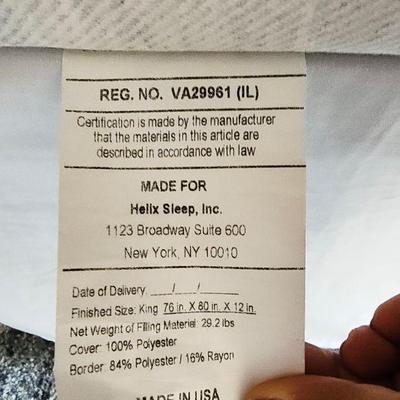 REG. NO. VA29961 (IL)
Certification is made by the manufacturer
that the materials in this article are
described in accordance with law
MADE FOR
Helix Sleep, Inc.
1123 Broadway Suite 600
New York, NY 10010
Date of Delivery: __/__/__
Finished Size: King 76 in. X 80 in. X 12 in.
Net Weight of Filling Material: 29.2 lbs
Cover: 100% Polyester
Border: 84% Polyester / 16% Rayon
MADE IN USA